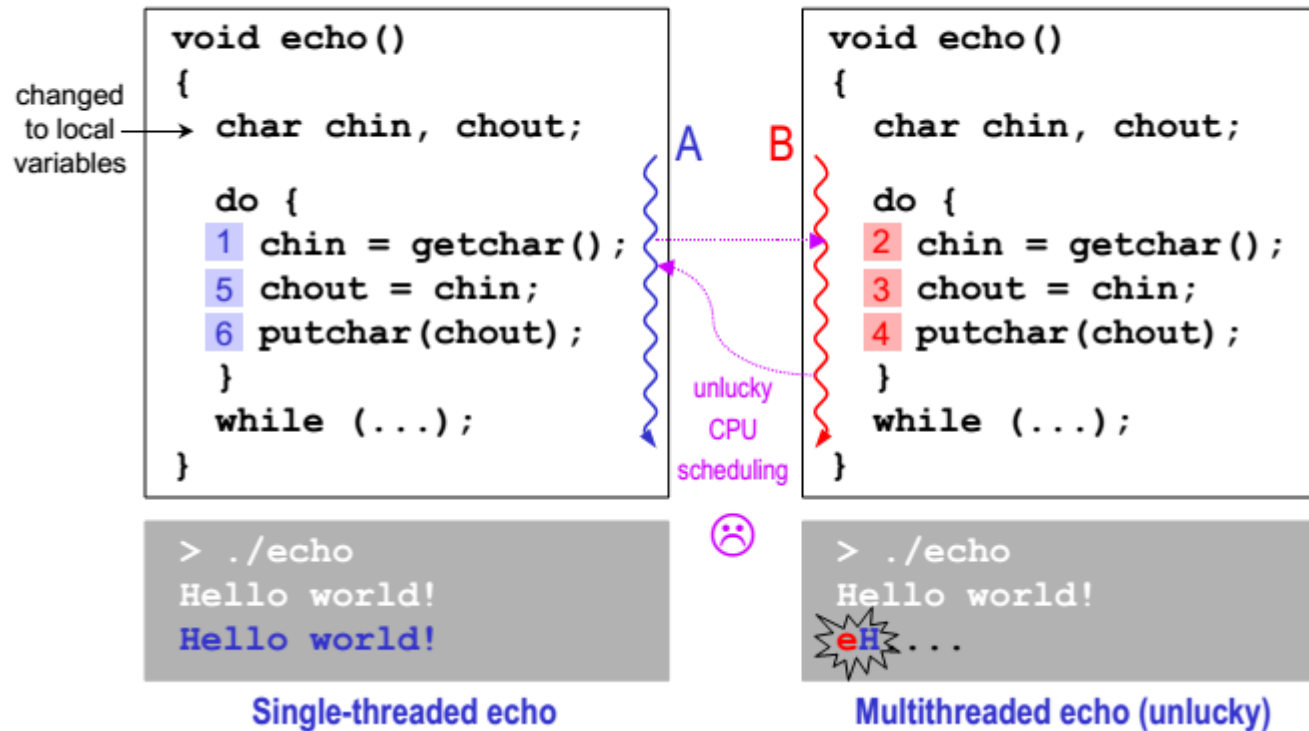 void echo()
{
changed
to local
variables
char chin, chout;
A
do {
1 chin = getchar();
5 chout = chin;
6 putchar(chout);
}
while (...);
}
> ./echo
Hello world!
Hello world!
Single-threaded echo
unlucky
CPU
scheduling
void echo()
{
char chin, chout;
B
do {
2 chin = getchar();
3 chout = chin;
4 putchar(chout);
}
while (...);
}
> ./echo
Hello world!
eH....
Multithreaded echo (unlucky)